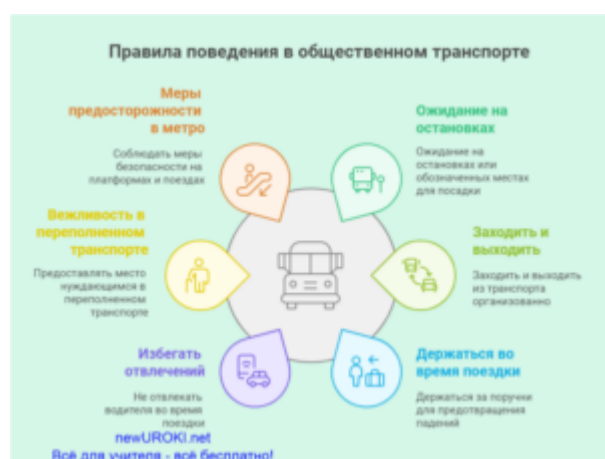 Правила поведения в общественном транспорте
Меры
предосторожности
в метро
Соблюдать меры
безопасности на
платформах и поездах
Ожидание на
остановках
Ожидание на
остановках или
обозначенных местах
для посадки
Вежливость в
переполненном
транспорте
Предоставлять место
нуждающимся в
переполненном
транспорте
Заходить и
выходить
Заходить и выходить
из транспорта
организованно
Избегать
отвлечений
Не отвлекать
водителя во время
поездки
Держаться во
время поездки
Держаться за поручки
для предотвращения
падений
newUROKI.net
Всё для учителя - всё бесплатно!